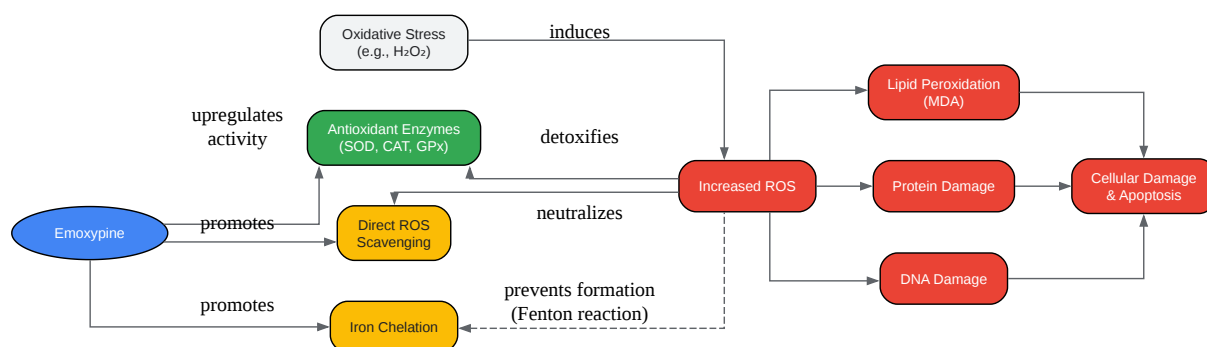 Oxidative Stress
(e.g., H₂O₂)
induces
Lipid Peroxidation
(MDA)
upregulates
activity
Antioxidant Enzymes
(SOD, CAT, GPx)
detoxifies
Increased ROS
Protein Damage
Cellular Damage
& Apoptosis
Emoxypine
promotes
Direct ROS
Scavenging
neutralizes
DNA Damage
promotes
Iron Chelation
prevents formation
(Fenton reaction)